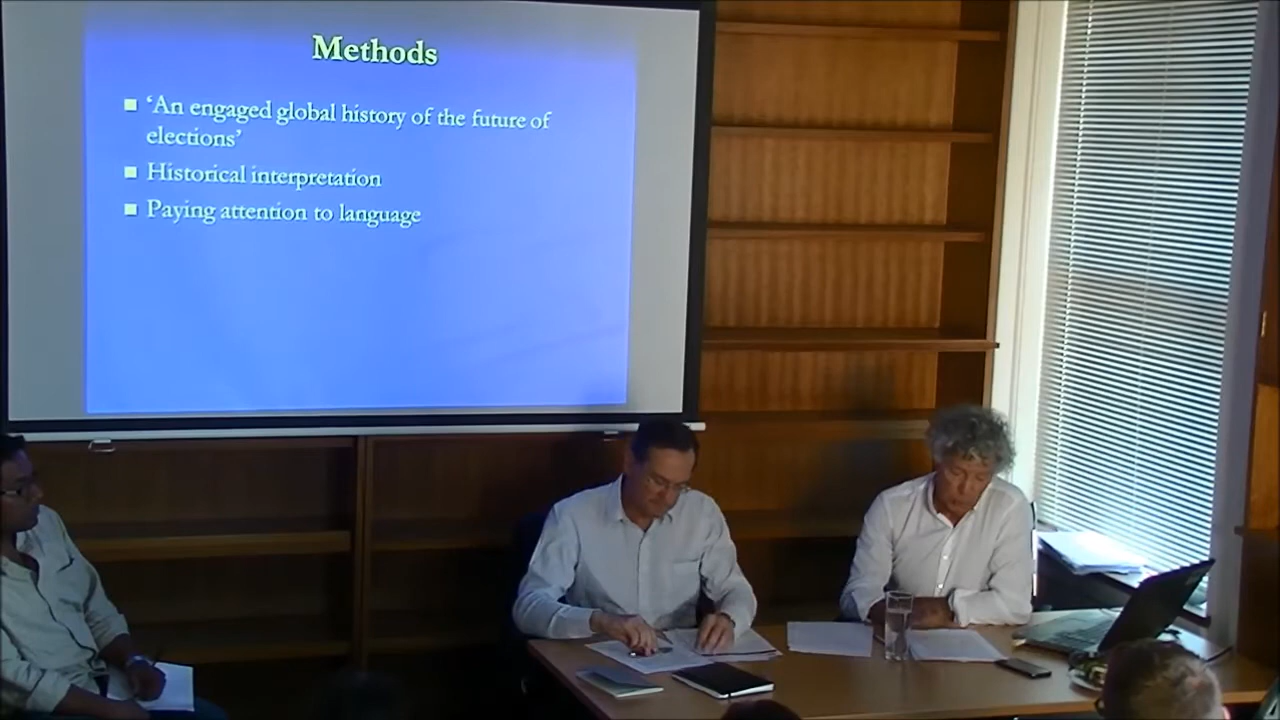 Methods
‘An engaged global history of the future of
elections’
Historical interpretation
Paying attention to language